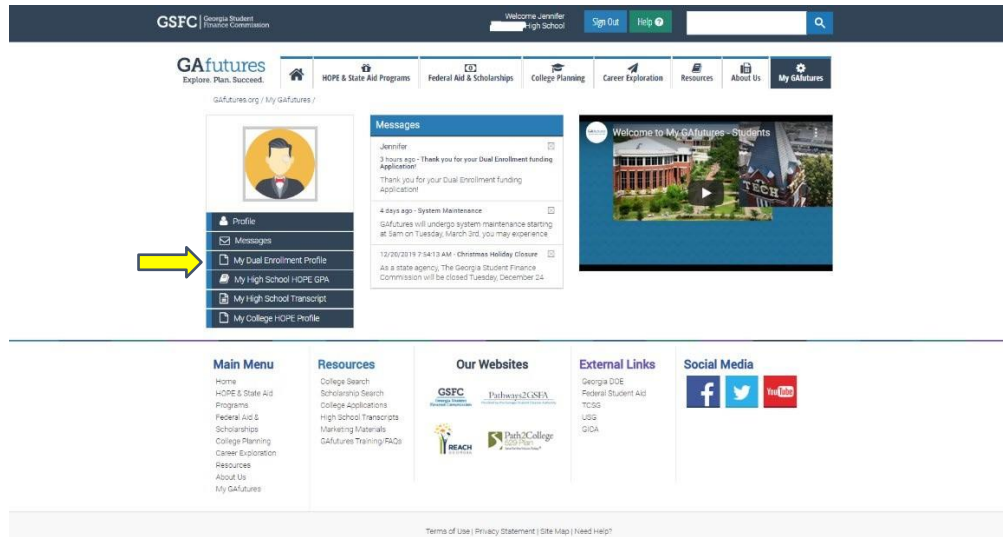 GSFC | Georgia Student
Finance Commission
Welcome Jennifer
High School
Sign Out
Help
GAfutures
Explore. Plan. Succeed.
HOPE & State Aid Programs
Federal Aid & Scholarships
College Planning
Career Exploration
Resources
About Us
My GAfutures
GAfutures.org / My GAfutures /
Profile
Messages
My Dual Enrollment Profile
My High School HOPE GPA
My High School Transcript
My College HOPE Profile
Messages
Jennifer
3 hours ago - Thank you for your Dual Enrollment funding
Application!
Thank you for your Dual Enrollment funding
Application!
4 days ago - System Maintenance
GAfutures will undergo system maintenance starting
at 5am on Tuesday, March 3rd, you may experience
12/20/2019 7:54:13 AM - Christmas Holiday Closure
As a state agency, The Georgia Student Finance
Commission will be closed Tuesday, December 24
Welcome to My GAfutures - Students
TECH
Main Menu
Home
HOPE & State Aid
Programs
Federal Aid &
Scholarships
College Planning
Career Exploration
Resources
About Us
My GAfutures
Resources
College Search
Scholarship Search
College Applications
High School Transcripts
Marketing Materials
GAfutures Training/FAQs
Our Websites
GSFC
Pathways2GSFA
REACH
Path2College
529 Plan
External Links
Georgia DOE
Federal Student Aid
TCSG
USG
GICA
Social Media
f
YouTube
Terms of Use | Privacy Statement | Site Map | Need Help?